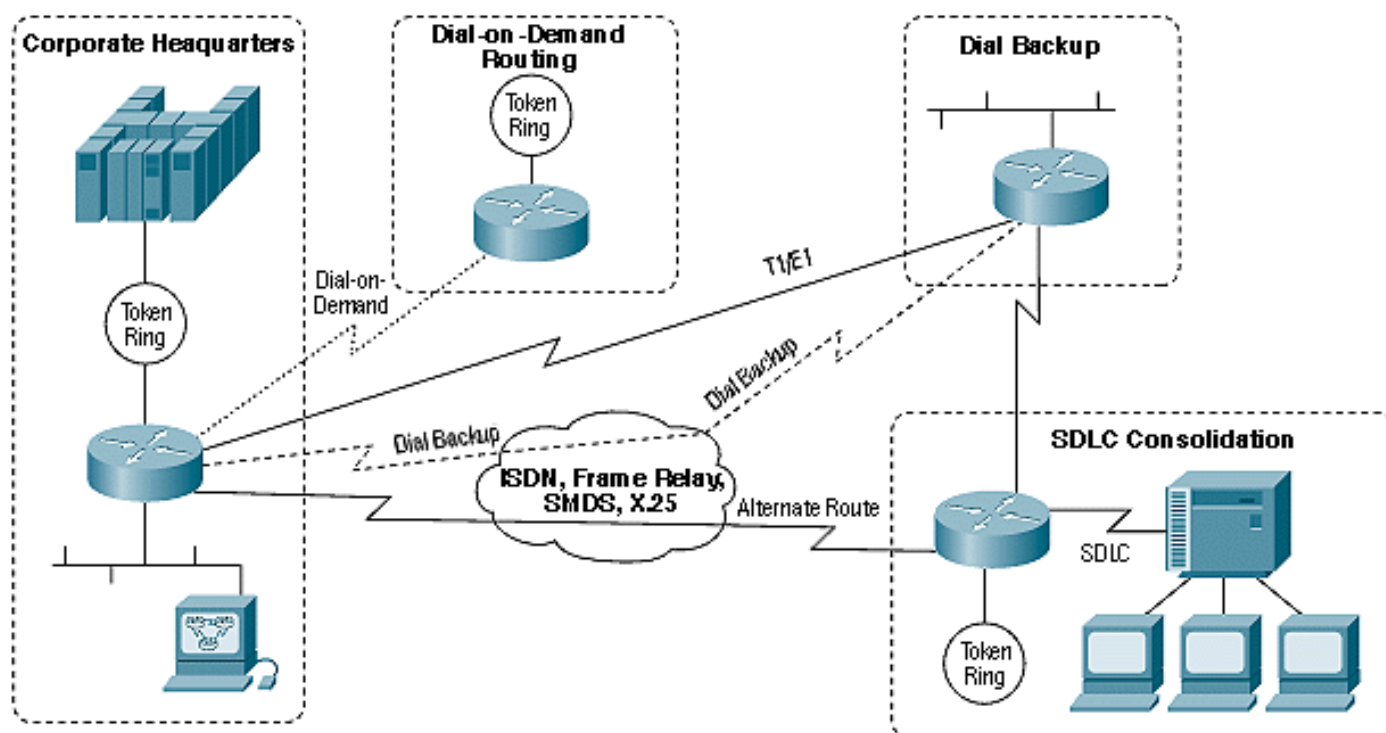 Corporate Heaquarters
Dial-on-Demand
Routing
Dial Backup
Token
Ring
Token
Ring
Dial-on-
Demand
T1/E1
Dial Backup
Dial Backup
ISDN, Frame Relay,
SMDS, X.25
Alternate Route
SDLC Consolidation
SDLC
Token
Ring